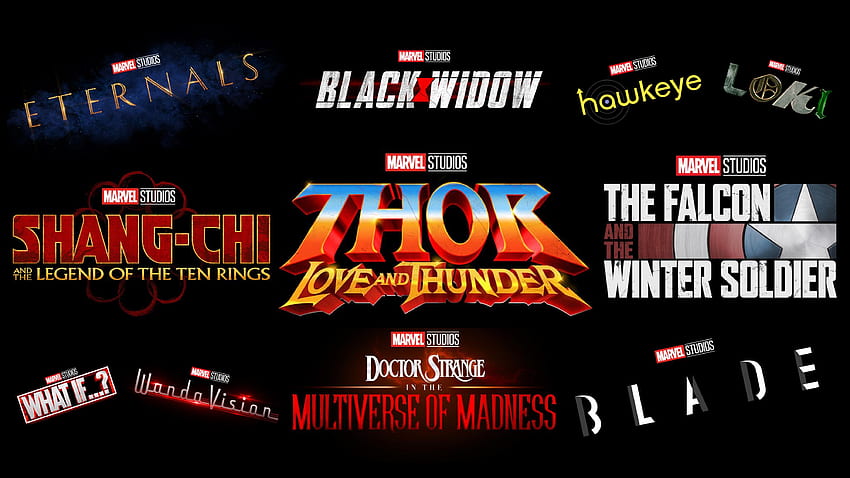 MARVEL STUDIOS
ETERNALS
MARVEL STUDIOS
BLACK WIDOW
MARVEL STUDIOS
hawkeye
MARVEL STUDIOS
LOKI
MARVEL STUDIOS
SHANG-CHI
AND THE LEGEND OF THE TEN RINGS
MARVEL STUDIOS
THOR
LOVE AND THUNDER
MARVEL STUDIOS
THE FALCON
AND THE
WINTER SOLDIER
MARVEL STUDIOS
WHAT IF...?
MARVEL STUDIOS
WandaVision
MARVEL STUDIOS
DOCTOR STRANGE
IN THE
MULTIVERSE OF MADNESS
MARVEL STUDIOS
BLADE